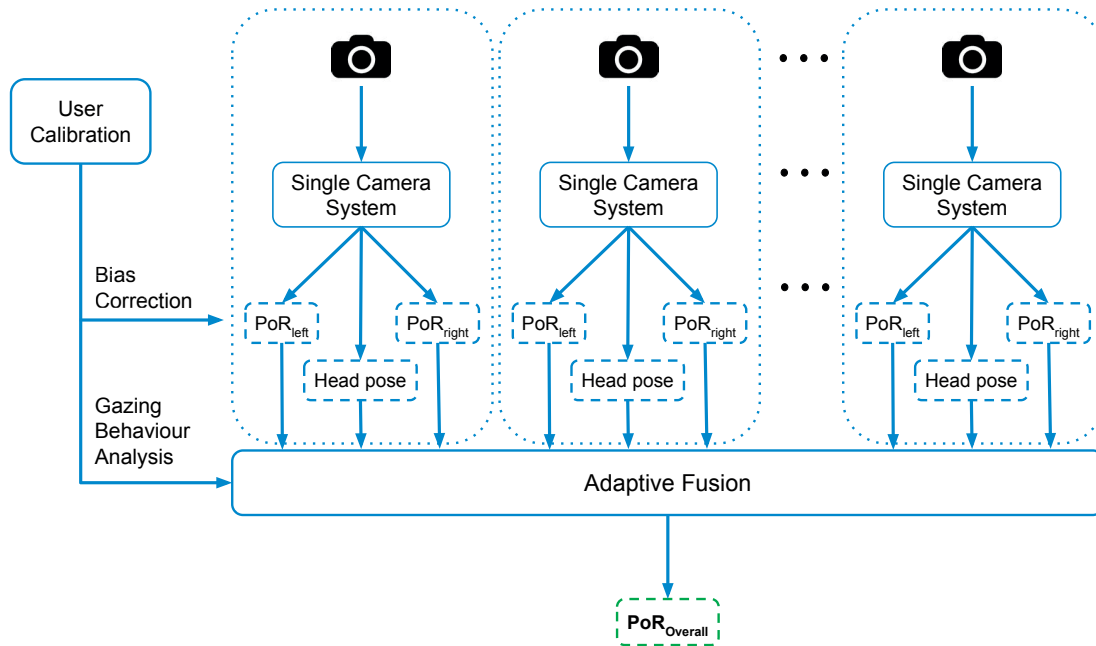 User
Calibration
Bias
Correction
Gazing
Behaviour
Analysis
Single Camera
System
PoRleft
PoRright
Head pose
Single Camera
System
PoRleft
PoRright
Head pose
• • •
• • •
• • •
Single Camera
System
PoRleft
PoRright
Head pose
Adaptive Fusion
PoROverall